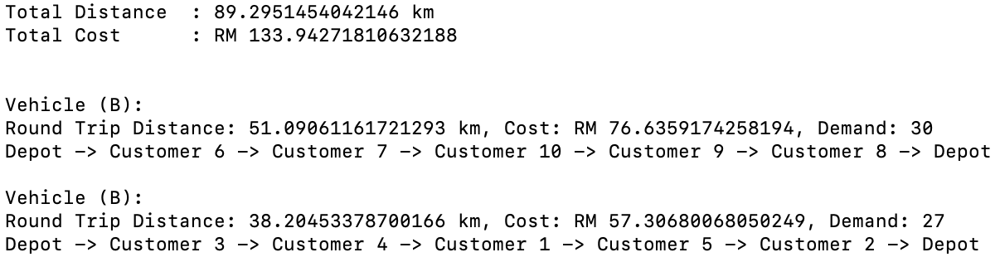 Total Distance  : 89.2951454042146 km
Total Cost      : RM 133.94271810632188
Vehicle (B):
Round Trip Distance: 51.09061161721293 km, Cost: RM 76.6359174258194, Demand: 30
Depot -> Customer 6 -> Customer 7 -> Customer 10 -> Customer 9 -> Customer 8 -> Depot
Vehicle (B):
Round Trip Distance: 38.20453378700166 km, Cost: RM 57.30680068050249, Demand: 27
Depot -> Customer 3 -> Customer 4 -> Customer 1 -> Customer 5 -> Customer 2 -> Depot